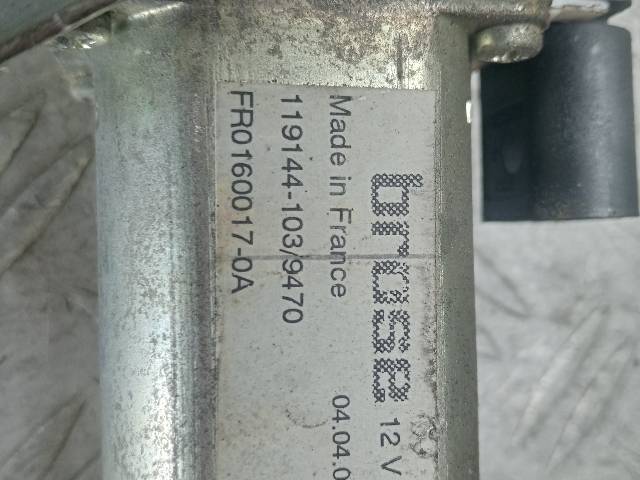 brose 12 V
Made in France 04.04.0
119144-103/9470
FR0160017-0A